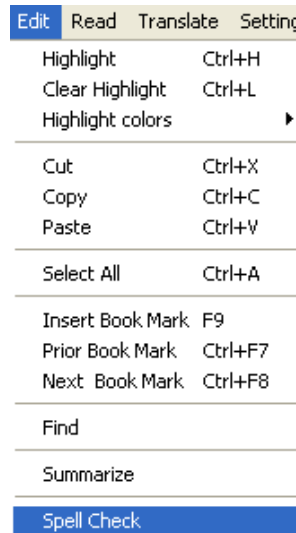 Edit Read Translate Setting
Highlight Ctrl+H
Clear Highlight Ctrl+L
Highlight colors
Cut Ctrl+X
Copy Ctrl+C
Paste Ctrl+V
Select All Ctrl+A
Insert Book Mark F9
Prior Book Mark Ctrl+F7
Next Book Mark Ctrl+F8
Find
Summarize
Spell Check